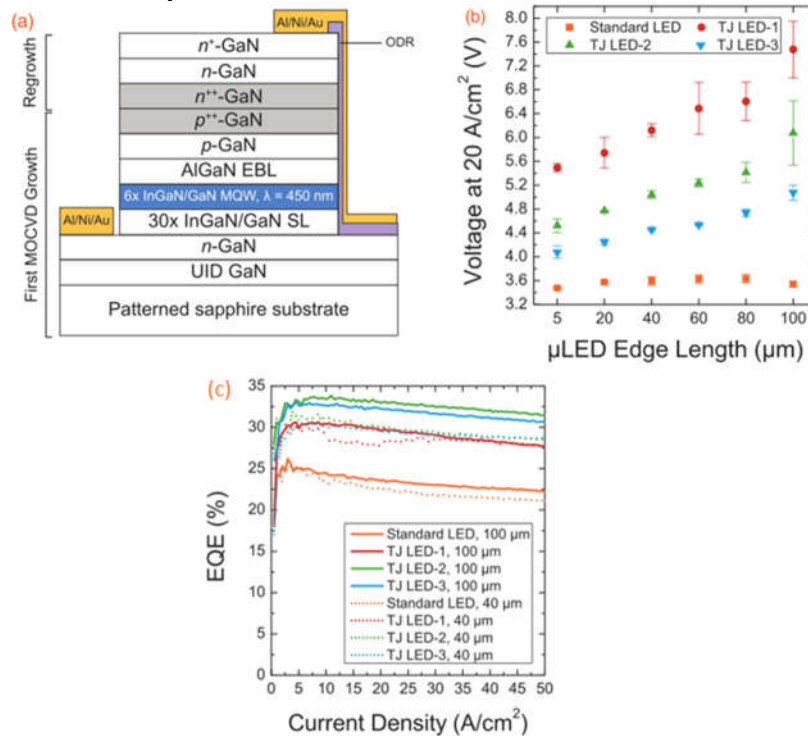 (a)
Al/Ni/Au
ODR
Regrowth
n⁺-GaN
n-GaN
n⁺⁺-GaN
First MOCVD Growth
p⁺⁺-GaN
p-GaN
AlGaN EBL
6x InGaN/GaN MQW, λ = 450 nm
Al/Ni/Au
30x InGaN/GaN SL
n-GaN
UID GaN
Patterned sapphire substrate
(b)
Voltage at 20 A/cm² (V)
8.0
7.6
7.2
6.8
6.4
6.0
5.6
5.2
4.8
4.4
4.0
3.6
3.2
Standard LED
TJ LED-1
TJ LED-2
TJ LED-3
5 20 40 60 80 100
µLED Edge Length (µm)
(c)
EQE (%)
35
30
25
20
15
10
5
0
Standard LED, 100 µm
TJ LED-1, 100 µm
TJ LED-2, 100 µm
TJ LED-3, 100 µm
Standard LED, 40 µm
TJ LED-1, 40 µm
TJ LED-2, 40 µm
TJ LED-3, 40 µm
0 5 10 15 20 25 30 35 40 45 50
Current Density (A/cm²)